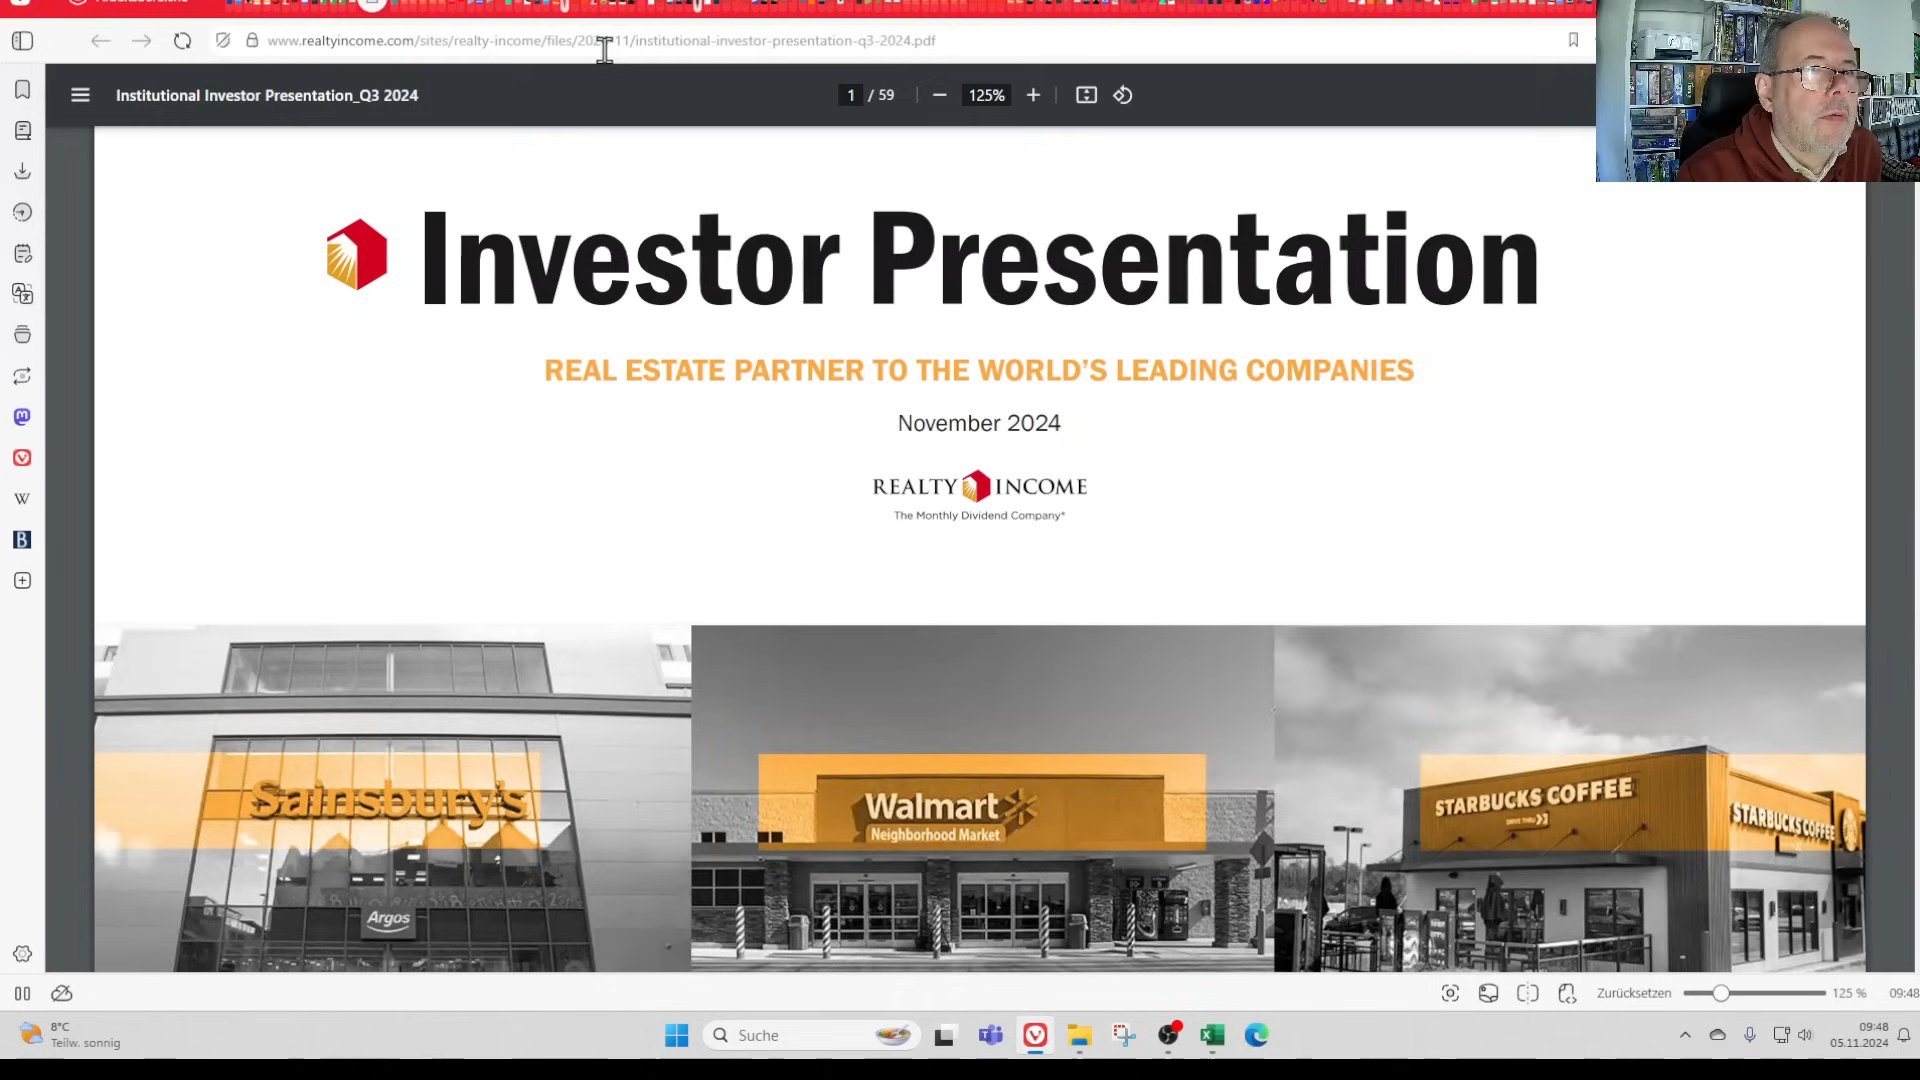 www.realtyincome.com/sites/realty-income/files/202 11/institutional-investor-presentation-q3-2024.pdf
Institutional Investor Presentation_Q3 2024
1 / 59
125%
Investor Presentation
REAL ESTATE PARTNER TO THE WORLD'S LEADING COMPANIES
November 2024
REALTY INCOME
The Monthly Dividend Company®
Sainsbury's
Argos
Walmart
Neighborhood Market
STARBUCKS COFFEE
DRIVE THRU
STARBUCKS COFFEE
W
B
Zurücksetzen
125 %
09:48
8°C
Teilw. sonnig
Suche
09:48
05.11.2024